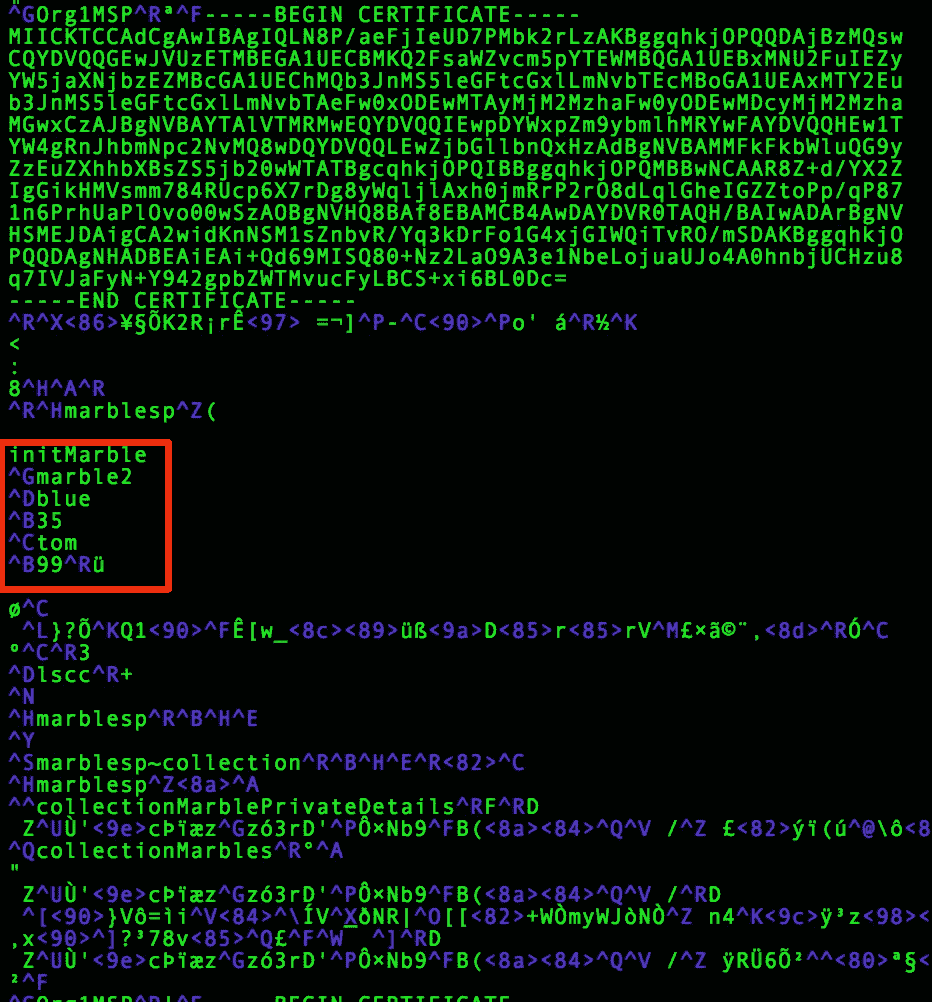 ^GOrg1MSP^Rª^F-----BEGIN CERTIFICATE-----
MIICKTCCAdCgAwIBAgIQLN8P/aeFjIeUD7PMbk2rLzAKBggqhkjOPQQDAjBzMQsw
CQYDVQQGEwJVUzETMBEGA1UECBMKQ2FsaWZvcm5pYTEWMBQGA1UEBxMNU2FuIEZy
YW5jaXNjbzEZMBcGA1UEChMQb3JnMS5leGFtcGxlLmNvbTEcMBoGA1UEAxMTY2Eu
b3JnMS5leGFtcGxlLmNvbTAeFw0xODEwMTAyMjM2MzhaFw0yODEwMDcyMjM2Mzha
MGwxCzAJBgNVBAYTAlVTMRMwEQYDVQQIEwpDYWxpZm9ybmlhMRYwFAYDVQQHEw1T
YW4gRnJhbmNpc2NvMQ8wDQYDVQQLEwZjbGllbnQxHzAdBgNVBAMMFkFkbWluQG9y
ZzEuZXhhbXBsZS5jb20wWTATBgcqhkjOPQIBBggqhkjOPQMBBwNCAAR8Z+d/YX2Z
IgGikHMVsmm784RUcp6X7rDg8yWqljlAxh0jmRrP2rO8dLqlGheIGZZtoPp/qP87
1n6PrhUaPlOvo00wSzAOBgNVHQ8BAf8EBAMCB4AwDAYDVR0TAQH/BAIwADArBgNV
HSMEJDAigCA2widKnNSM1sZnbvR/Yq3kDrFo1G4xjGIWQiTvRO/mSDAKBggqhkjO
PQQDAgNHADBEAiEAi+Qd69MISQ80+Nz2LaO9A3e1NbeLojuaUJo4A0hnbjUCHzu8
q7IVJaFyN+Y942gpbZWTMvucFyLBCS+xi6BL0Dc=
-----END CERTIFICATE-----
^R^X<86>¥§ÕK2R¡rÊ<97> =¬]^P-^C<90>^Po' á^R½^K
<
:
8^H^A^R
^R^Hmarblesp^Z(
initMarble
^Gmarble2
^Dblue
^B35
^Ctom
^B99^Rü
ø^C
^L}?Õ^KQ1<90>^FÊ[w_<8c><89>üß<9a>D<85>r<85>rV^M£×ã©¨,<8d>^RÓ^C
°^C^R3
^Dlscc^R+
^N
^Hmarblesp^R^B^H^E
^Y
^Smarblesp~collection^R^B^H^E^R<82>^C
^Hmarblesp^Z<8a>^A
^^collectionMarblePrivateDetails^RF^RD
Z^UÙ'<9e>cÞïæz^Gzó3rD'^PÔ×Nb9^FB(<8a><84>^Q^V /^Z £<82>ýï(ú^@\ô<8
^QcollectionMarbles^R°^A
"
Z^UÙ'<9e>cÞïæz^Gzó3rD'^PÔ×Nb9^FB(<8a><84>^Q^V /^RD
^[<90>}Vô=ìi^V<84>^\ÍV^XðNR|^O[[<82>+WÒmyWJòNÒ^Z n4^K<9c>ÿ³z<98><
,x<90>^]?³78v<85>^Q£^F^W ^]^RD
Z^UÙ'<9e>cÞïæz^Gzó3rD'^PÔ×Nb9^FB(<8a><84>^Q^V /^Z ÿRÜ6Õ²^^<80>ª§<
²^F